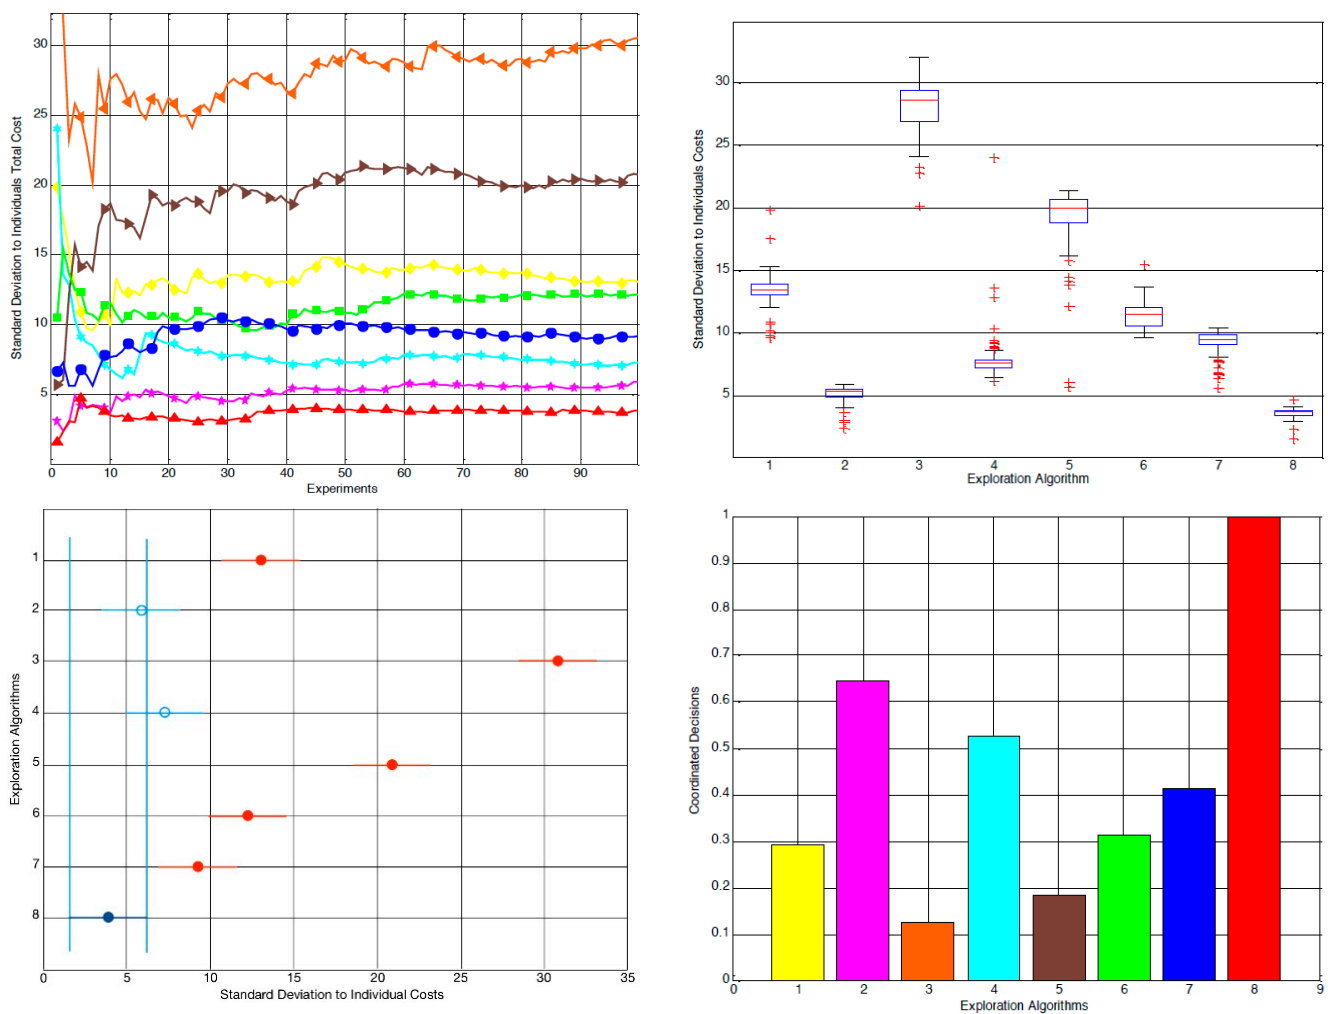 Standard Deviation to Individuals Total Cost
30
25
20
15
10
5
0 10 20 30 40 50 60 70 80 90
Experiments
Standard Deviation to Individuals Costs
30
25
20
15
10
5
1 2 3 4 5 6 7 8
Exploration Algorithm
Exploration Algorithms
1
2
3
4
5
6
7
8
0 5 10 15 20 25 30 35
Standard Deviation to Individual Costs
Coordinated Decisions
1
0.9
0.8
0.7
0.6
0.5
0.4
0.3
0.2
0.1
0
0 1 2 3 4 5 6 7 8 9
Exploration Algorithms